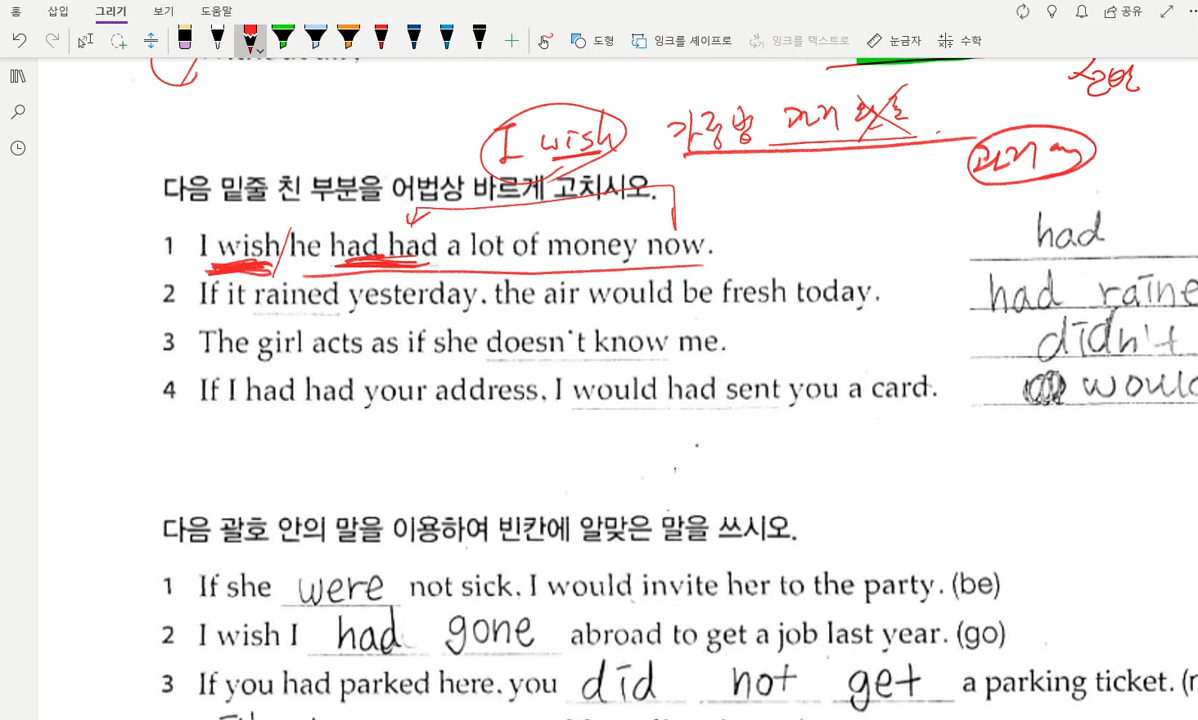 홈 삽입 그리기 보기 도움말
공유
도형 잉크를 셰이프로 잉크를 텍스트로 눈금자 수학
I wish 가정법 과거
과거
다음 밑줄 친 부분을 어법상 바르게 고치시오.
1 I wish he had had a lot of money now. had
2 If it rained yesterday, the air would be fresh today. had raine
3 The girl acts as if she doesn't know me. didn't
4 If I had had your address, I would had sent you a card. would
다음 괄호 안의 말을 이용하여 빈칸에 알맞은 말을 쓰시오.
1 If she were not sick, I would invite her to the party. (be)
2 I wish I had gone abroad to get a job last year. (go)
3 If you had parked here, you did not get a parking ticket. (